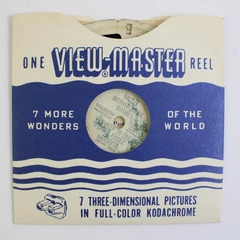 ONE VIEW-MASTER REEL
7 MORE OF THE
WONDERS WORLD
7 THREE-DIMENSIONAL PICTURES
IN FULL-COLOR KODACHROME